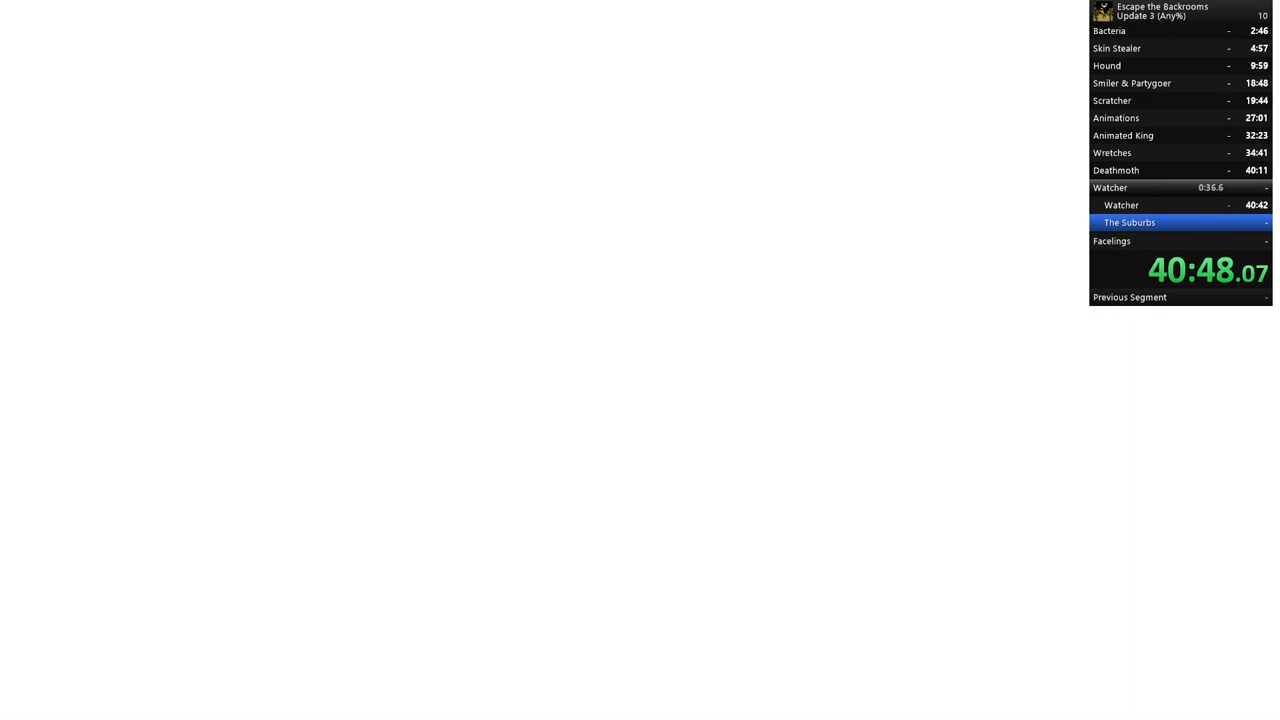 Escape the Backrooms
Update 3 (Any%) 10
Bacteria - 2:46
Skin Stealer - 4:57
Hound - 9:59
Smiler & Partygoer - 18:48
Scratcher - 19:44
Animations - 27:01
Animated King - 32:23
Wretches - 34:41
Deathmoth - 40:11
Watcher 0:36.6 -
Watcher - 40:42
The Suburbs -
Facelings -
40:48.07
Previous Segment -